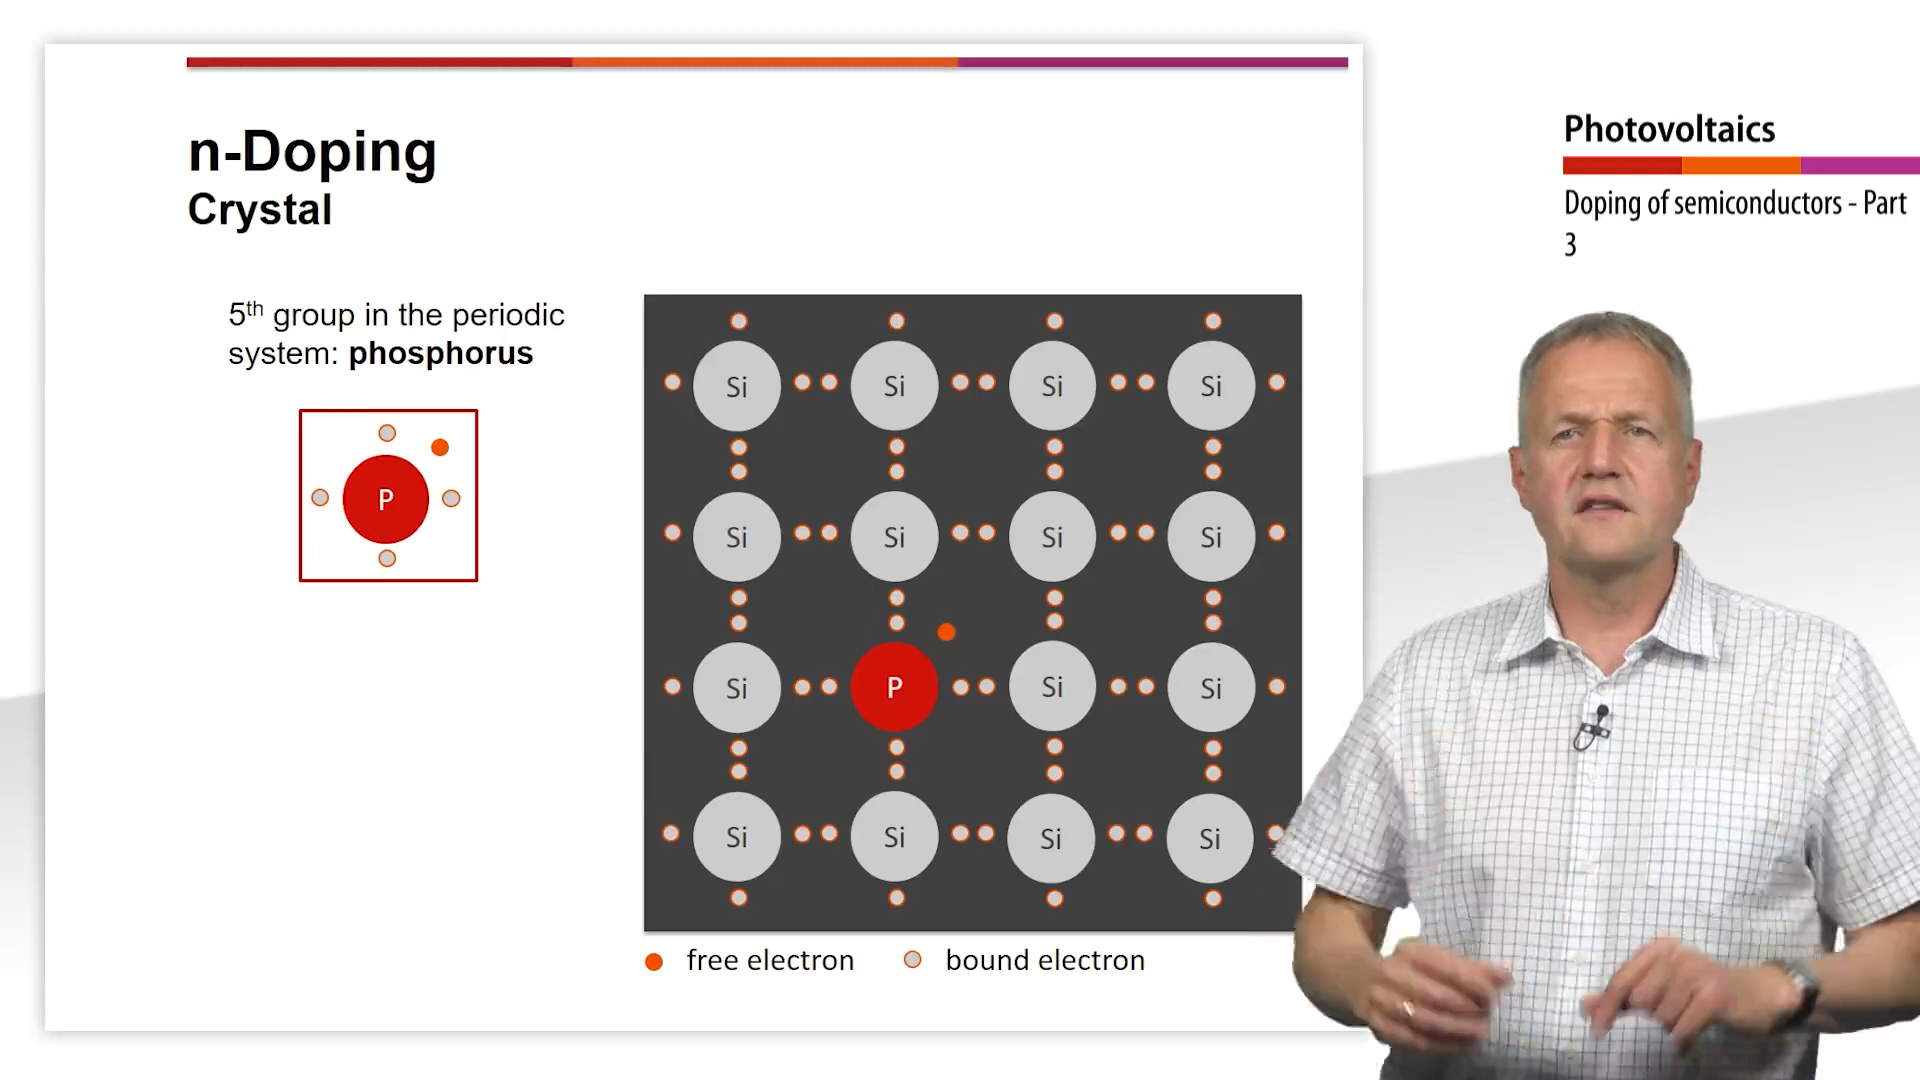 n-Doping
Crystal
5th group in the periodic
system: phosphorus
P
Si Si Si Si
Si Si Si Si
Si P Si Si
Si Si Si Si
free electron bound electron
Photovoltaics
Doping of semiconductors - Part
3